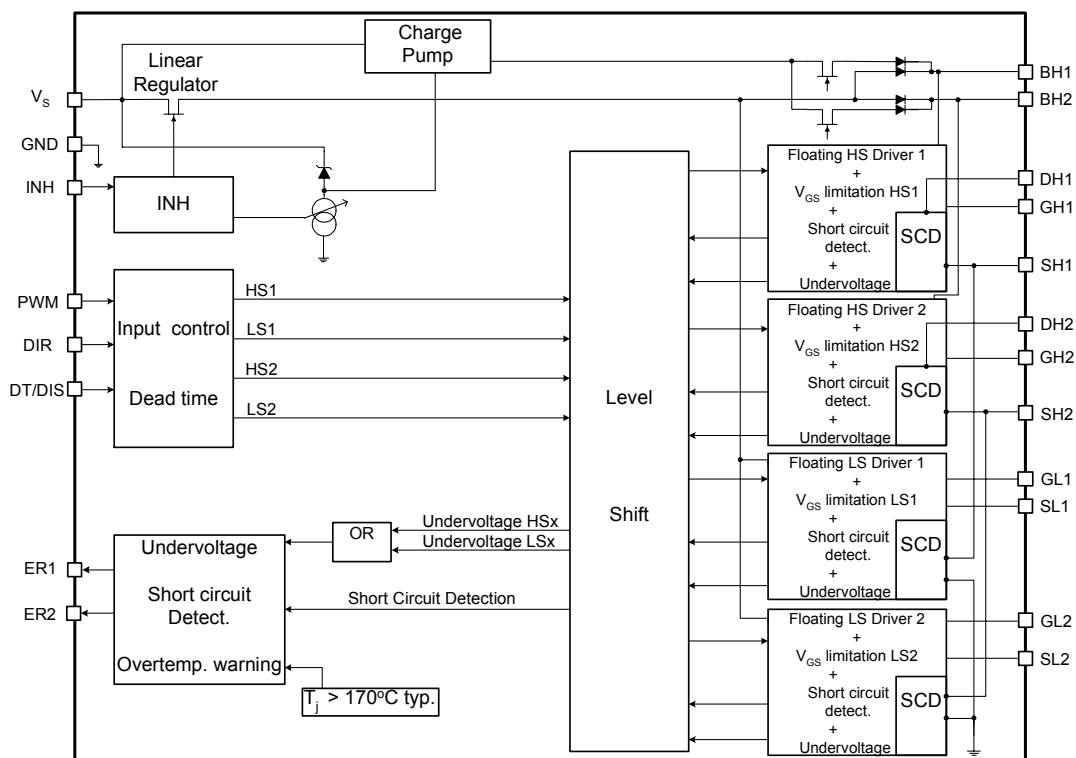 Charge
Pump
Linear
Regulator
V_S
GND
INH
INH
PWM
DIR
DT/DIS
Input control
Dead time
HS1
LS1
HS2
LS2
Level
Shift
OR
Undervoltage HSx
Undervoltage LSx
Short Circuit Detection
Undervoltage
Short circuit
Detect.
Overtemp. warning
T_j > 170°C typ.
ER1
ER2
Floating HS Driver 1
+
V_GS limitation HS1
+
Short circuit
detect.
+
Undervoltage
SCD
Floating HS Driver 2
+
V_GS limitation HS2
+
Short circuit
detect.
+
Undervoltage
SCD
Floating LS Driver 1
+
V_GS limitation LS1
+
Short circuit
detect.
+
Undervoltage
SCD
Floating LS Driver 2
+
V_GS limitation LS2
+
Short circuit
detect.
+
Undervoltage
SCD
BH1
BH2
DH1
GH1
SH1
DH2
GH2
SH2
GL1
SL1
GL2
SL2